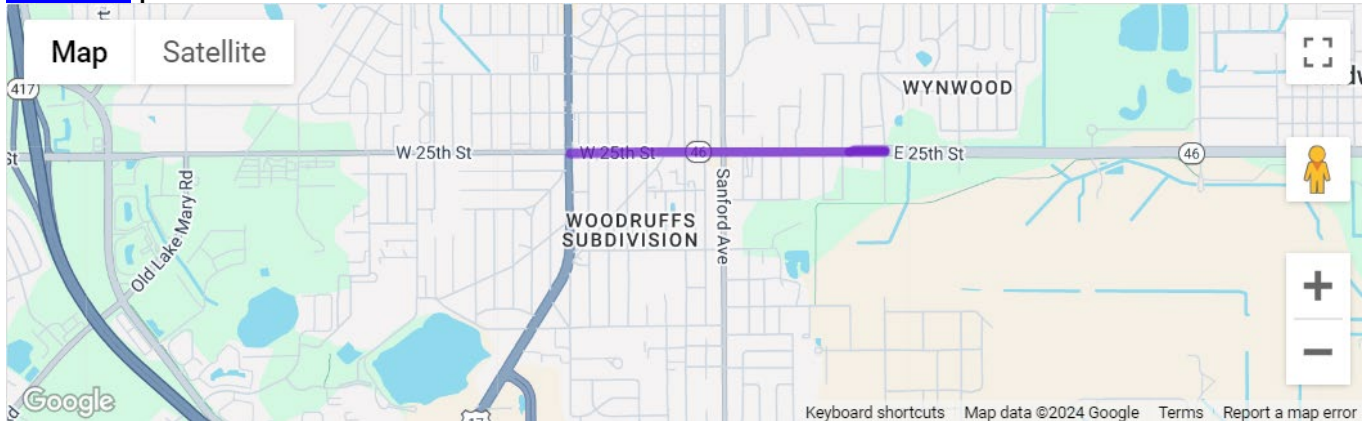 Map Satellite
417
St
W 25th St
W 25th St
46
E 25th St
46
WYNWOOD
Old Lake Mary Rd
WOODRUFFS
SUBDIVISION
Sanford Ave
17
Google
Keyboard shortcuts Map data ©2024 Google Terms Report a map error